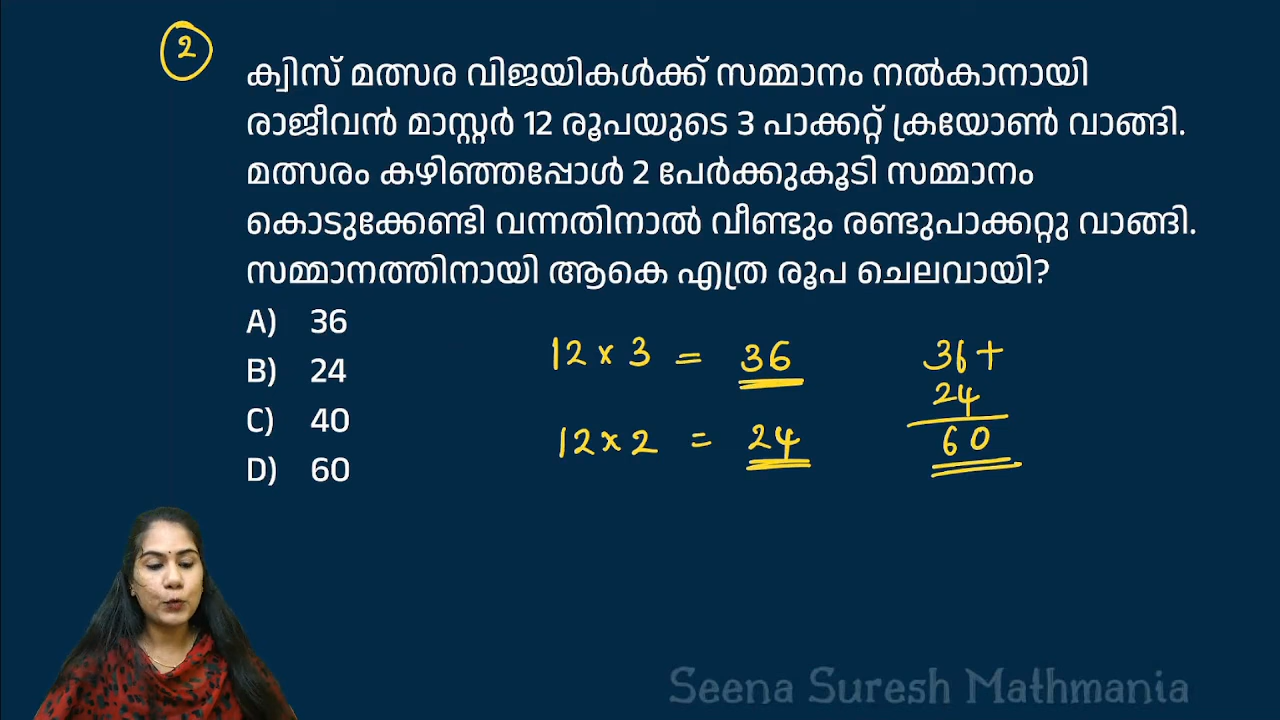 2
ക്വിസ് മത്സര വിജയികൾക്ക് സമ്മാനം നൽകാനായി
രാജീവൻ മാസ്റ്റർ 12 രൂപയുടെ 3 പാക്കറ്റ് ക്രയോൺ വാങ്ങി.
മത്സരം കഴിഞ്ഞപ്പോൾ 2 പേർക്കുകൂടി സമ്മാനം
കൊടുക്കേണ്ടി വന്നതിനാൽ വീണ്ടും രണ്ടുപാക്കറ്റു വാങ്ങി.
സമ്മാനത്തിനായി ആകെ എത്ര രൂപ ചെലവായി?
A) 36
B) 24
C) 40
D) 60
12 × 3 = 36
12 × 2 = 24
36 +
24
60
Seena Suresh Mathmania